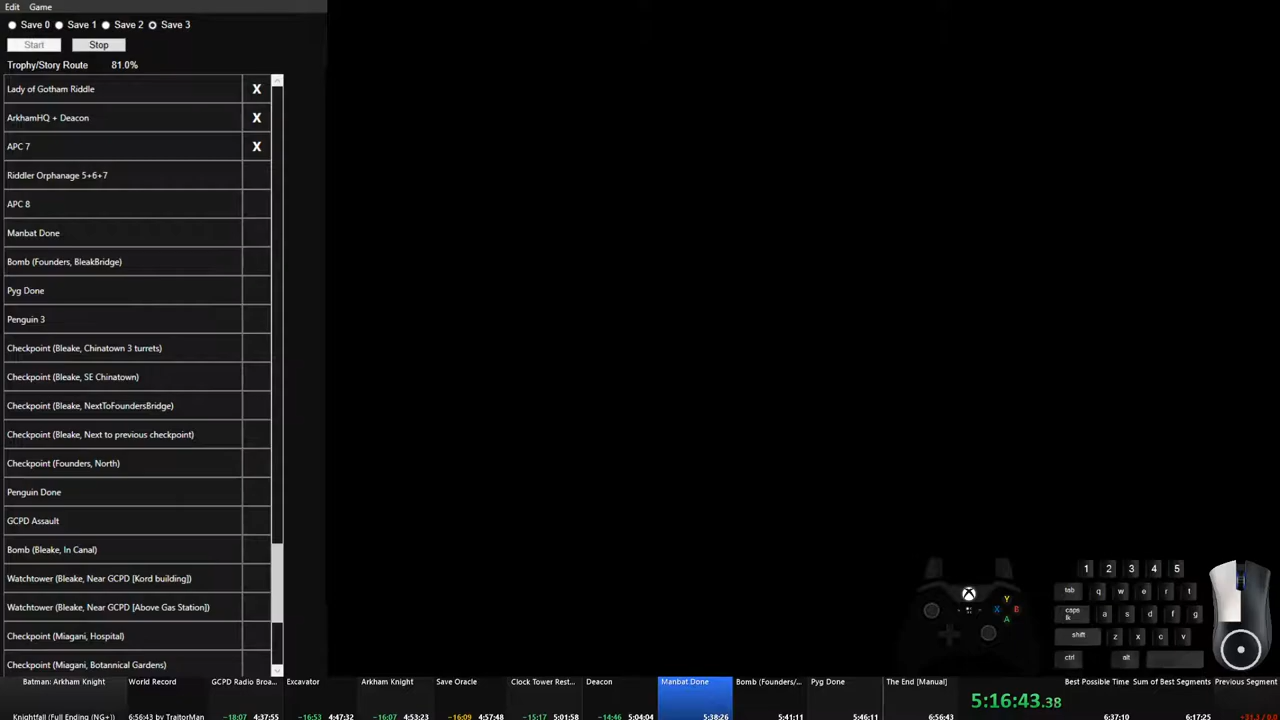 Edit Game
Save 0 Save 1 Save 2 Save 3
Start Stop
Trophy/Story Route 81.0%
Lady of Gotham Riddle X
ArkhamHQ + Deacon X
APC 7 X
Riddler Orphanage 5+6+7
APC 8
Manbat Done
Bomb (Founders, BleakBridge)
Pyg Done
Penguin 3
Checkpoint (Bleake, Chinatown 3 turrets)
Checkpoint (Bleake, SE Chinatown)
Checkpoint (Bleake, NextToFoundersBridge)
Checkpoint (Bleake, Next to previous checkpoint)
Checkpoint (Founders, North)
Penguin Done
GCPD Assault
Bomb (Bleake, In Canal)
Watchtower (Bleake, Near GCPD [Kord building])
Watchtower (Bleake, Near GCPD [Above Gas Station])
Checkpoint (Miagani, Hospital)
Checkpoint (Miagani, Botannical Gardens)
Y
X B
A
1 2 3 4 5
tab q w e r t
caps lk a s d f g
shift z x c v
ctrl alt
Batman: Arkham Knight World Record GCPD Radio Broa... Excavator Arkham Knight Save Oracle Clock Tower Rest... Deacon Manbat Done Bomb (Founders/... Pyg Done The End [Manual] 5:16:43.38 Best Possible Time Sum of Best Segments Previous Segment
Knightfall (Full Ending (NG+)) 6:56:43 by TraitorMan -18:07 4:37:55 -16:53 4:47:32 -16:07 4:53:23 -16:09 4:57:48 -15:17 5:01:58 -14:46 5:04:04 5:38:26 5:41:11 5:46:11 6:56:43 6:37:10 6:17:25 -31.3 / 0.0